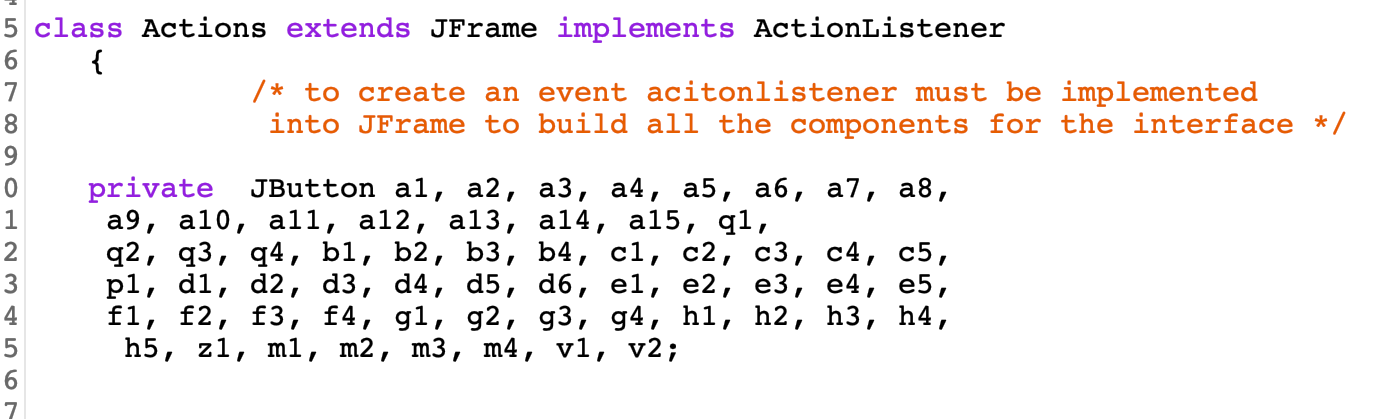 5 class Actions extends JFrame implements ActionListener
6 {
7 /* to create an event acitonlistener must be implemented
8 into JFrame to build all the components for the interface */
9
0 private JButton a1, a2, a3, a4, a5, a6, a7, a8,
1 a9, a10, a11, a12, a13, a14, a15, q1,
2 q2, q3, q4, b1, b2, b3, b4, c1, c2, c3, c4, c5,
3 p1, d1, d2, d3, d4, d5, d6, e1, e2, e3, e4, e5,
4 f1, f2, f3, f4, g1, g2, g3, g4, h1, h2, h3, h4,
5 h5, z1, m1, m2, m3, m4, v1, v2;
6
7